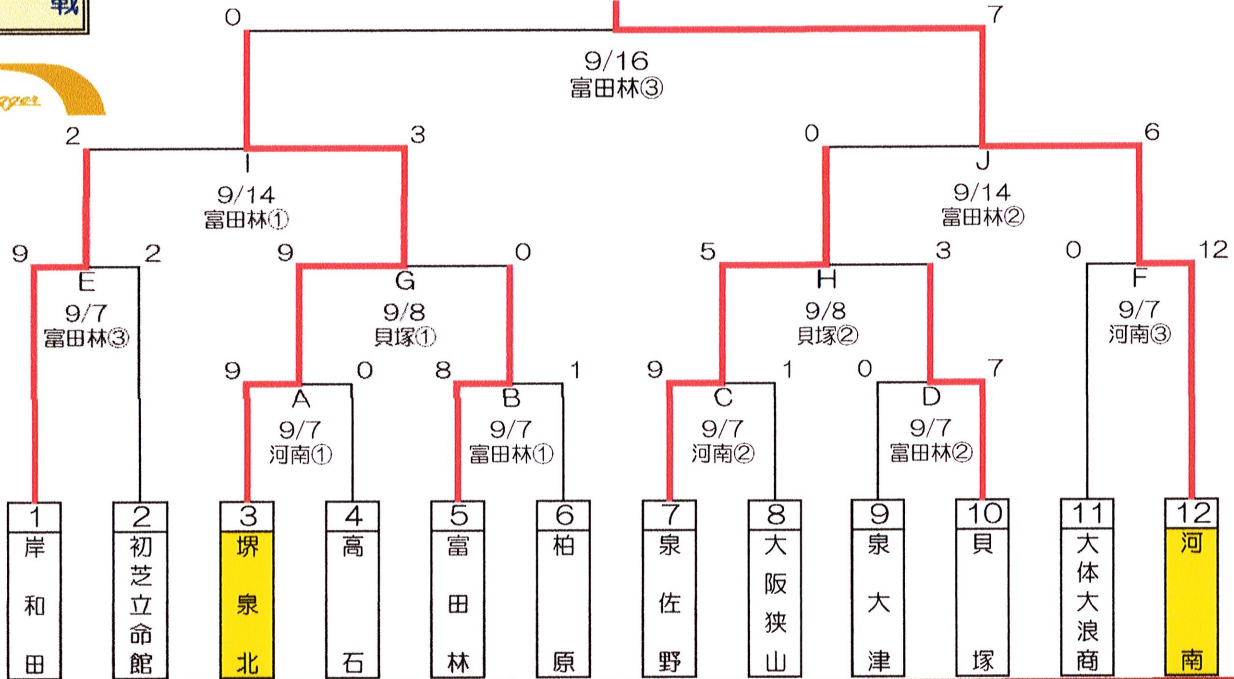 戦
0
7
9/16
富田林③
2
3
0
6
I
J
9/14
富田林①
9/14
富田林②
9
2
9
0
5
3
0
12
E
G
H
F
9/7
富田林③
9/8
貝塚①
9/8
貝塚②
9/7
河南③
9
0
8
1
9
1
0
7
A
B
C
D
9/7
河南①
9/7
富田林①
9/7
河南②
9/7
富田林②
1
岸和田
2
初芝立命館
3
堺泉北
4
高石
5
富田林
6
柏原
7
泉佐野
8
大阪狭山
9
泉大津
10
貝塚
11
大体大浪商
12
河南